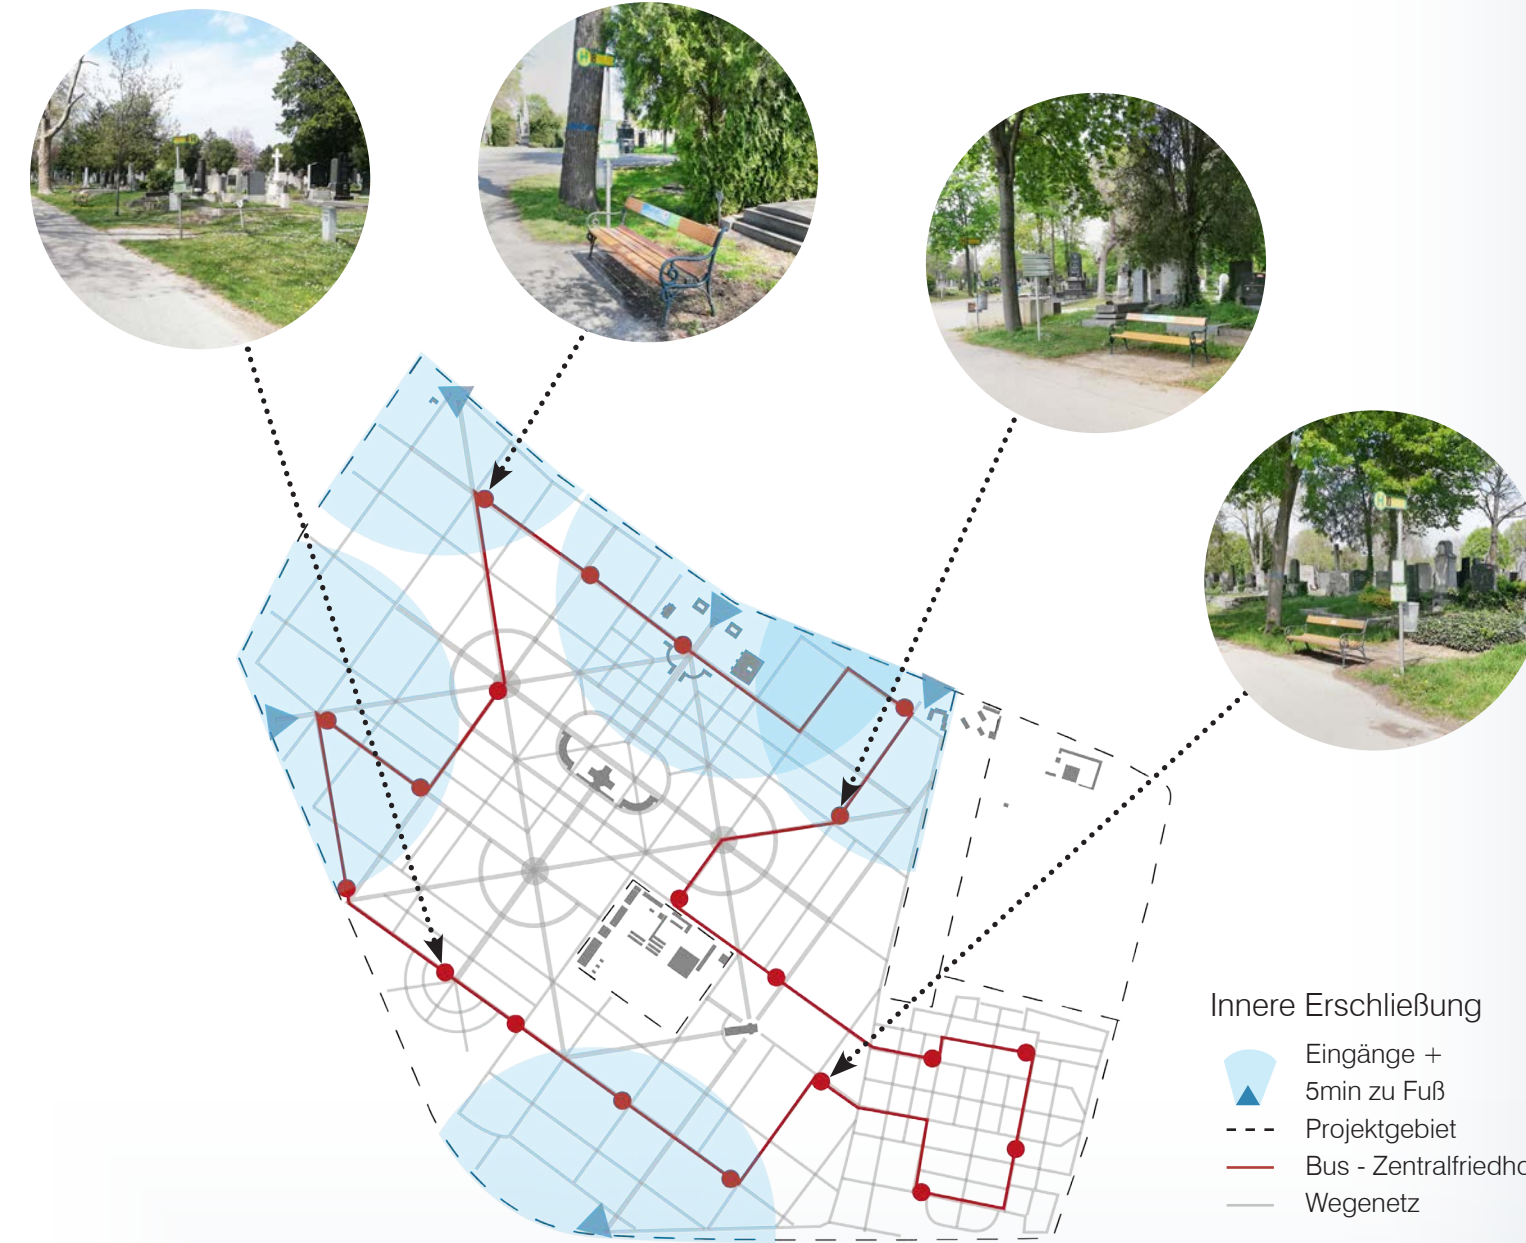 Innere Erschließung
Eingänge +
5min zu Fuß
Projektgebiet
Bus - Zentralfriedho
Wegenetz